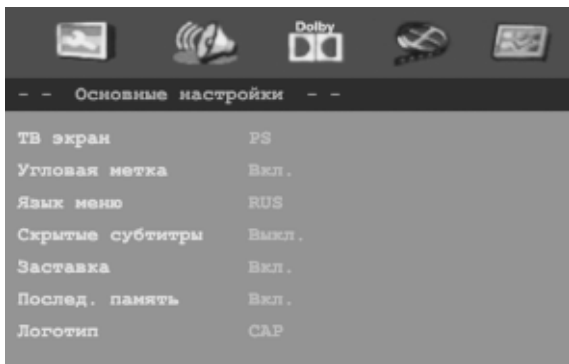 Dolby
- - Основные настройки - -
ТВ экран PS
Угловая метка Вкл.
Язык меню RUS
Скрытые субтитры Выкл.
Заставка Вкл.
Послед. память Вкл.
Логотип CAP